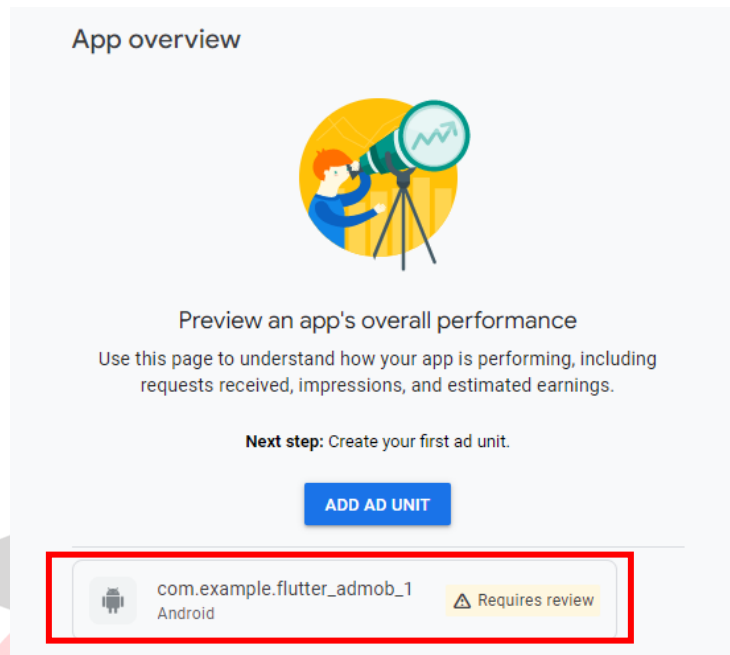 App overview
Preview an app's overall performance
Use this page to understand how your app is performing, including
requests received, impressions, and estimated earnings.
Next step: Create your first ad unit.
ADD AD UNIT
com.example.flutter_admob_1
Requires review
Android